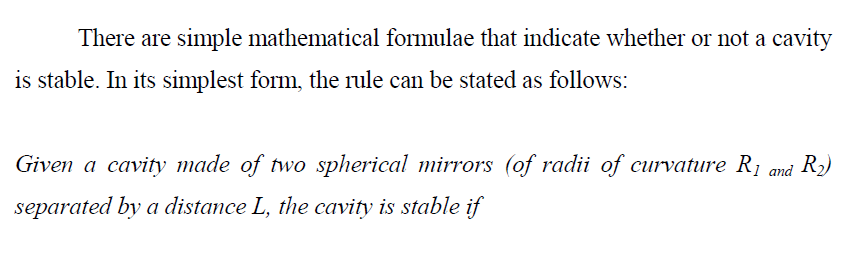 There are simple mathematical formulae that indicate whether or not a cavity
is stable. In its simplest form, the rule can be stated as follows:
Given a cavity made of two spherical mirrors (of radii of curvature R₁ and R₂)
separated by a distance L, the cavity is stable if